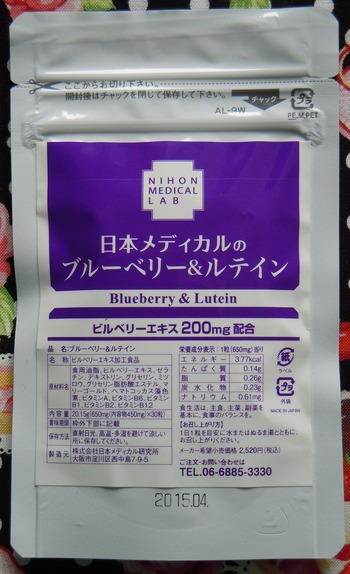 ここからお切り下さい。
開封後はチャックを閉じて保存して下さい。
チャック
AL-9W
プラ
PE.M.PET
NIHON
MEDICAL
LAB
日本メディカルの
ブルーベリー&ルテイン
Blueberry & Lutein
ビルベリーエキス200mg配合
品 名:ブルーベリー&ルテイン
名 称 ビルベリーエキス加工食品
原材料名 食用油脂、ビルベリーエキス、ゼラ
チン、デキストリン、グリセリン、ミツ
ロウ、グリセリン脂肪酸エステル、マ
リーゴールド、ヘマトコッカス藻色
素、ビタミンA、ビタミンB6、ビタミン
B1、ビタミンB2、ビタミンB12
内容量 20.15g(650mg(内容物450mg)×30粒)
賞味期限 枠外下部に記載
保存方法 直射日光、高温・多湿を避けて涼しい
所に保存してください。
製造元 株式会社日本メディカル研究所
大阪市淀川区西中島7-9-5
栄養成分表示:1粒(650mg)当り
エネルギー 3.77kcal
たんぱく質 0.14g
脂質 0.26g
炭水化物 0.23g
ナトリウム 0.61mg
食生活は、主食、主菜、副菜を
基本に、食事のバランスを。
【お召し上がり方】
1日1粒を目安に水またはぬるま湯とともに、
お召し上がりください。
メーカー希望小売価格 2,520円(税込)
ご注文・お問い合わせは
TEL.06-6885-3330
紙
ラベル
プラ
外袋
MADE IN JAPAN
2015.04.